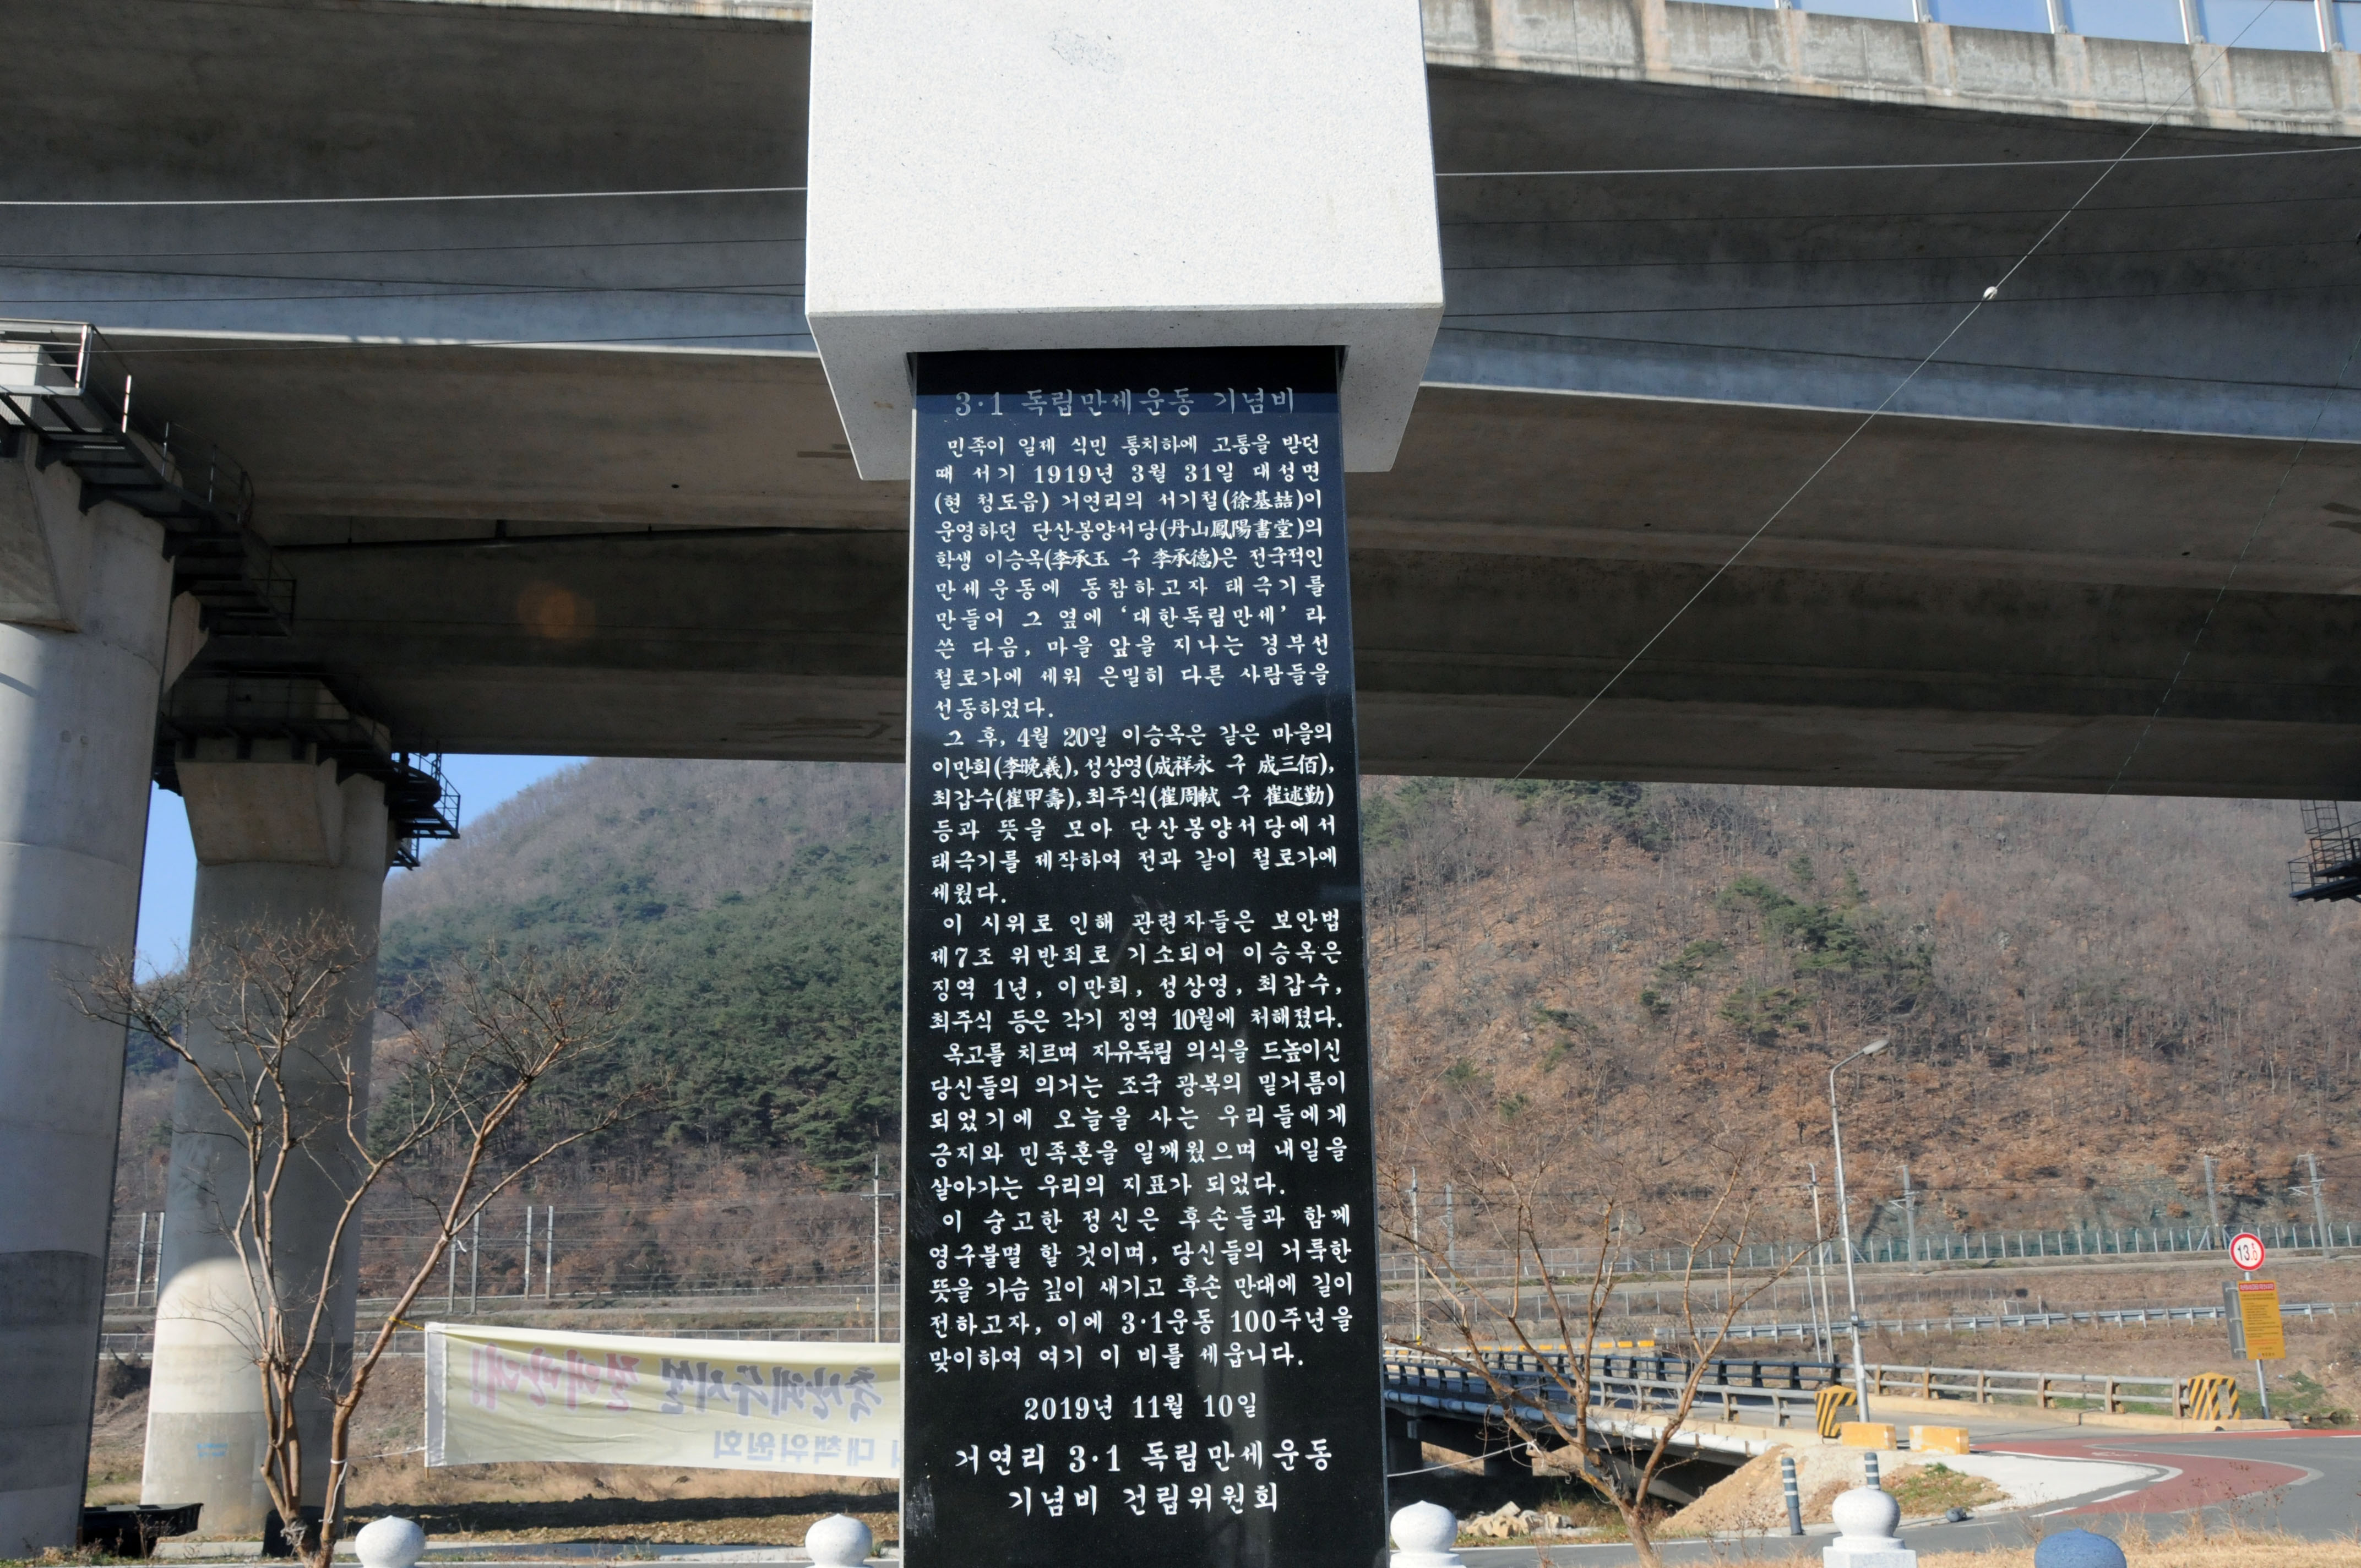 3·1 독립만세운동 기념비
민족이 일제 식민 통치하에 고통을 받던
때 서기 1919년 3월 31일 대성면
(현 청도읍) 거연리의 서기철(徐基喆)이
운영하던 단산봉양서당(丹山鳳陽書堂)의
학생 이승옥(李承玉 구 李承德)은 전국적인
만세운동에 동참하고자 태극기를
만들어 그 옆에 ‘대한독립만세’ 라
쓴 다음, 마을 앞을 지나는 경부선
철로가에 세워 은밀히 다른 사람들을
선동하였다.
그 후, 4월 20일 이승옥은 같은 마을의
이만희(李晩羲), 성상영(成祥永 구 成三佰),
최갑수(崔甲壽), 최주식(崔周軾 구 崔述勤)
등과 뜻을 모아 단산봉양서당에서
태극기를 제작하여 전과 같이 철로가에
세웠다.
이 시위로 인해 관련자들은 보안법
제7조 위반죄로 기소되어 이승옥은
징역 1년, 이만희, 성상영, 최갑수,
최주식 등은 각기 징역 10월에 처해졌다.
옥고를 치르며 자유독립 의식을 드높이신
당신들의 의거는 조국 광복의 밑거름이
되었기에 오늘을 사는 우리들에게
긍지와 민족혼을 일깨웠으며 내일을
살아가는 우리의 지표가 되었다.
이 숭고한 정신은 후손들과 함께
영구불멸 할 것이며, 당신들의 거룩한
뜻을 가슴 깊이 새기고 후손 만대에 길이
전하고자, 이에 3·1운동 100주년을
맞이하여 여기 이 비를 세웁니다.
2019년 11월 10일
거연리 3·1 독립만세운동
기념비 건립위원회
결사반대!
대책위원회